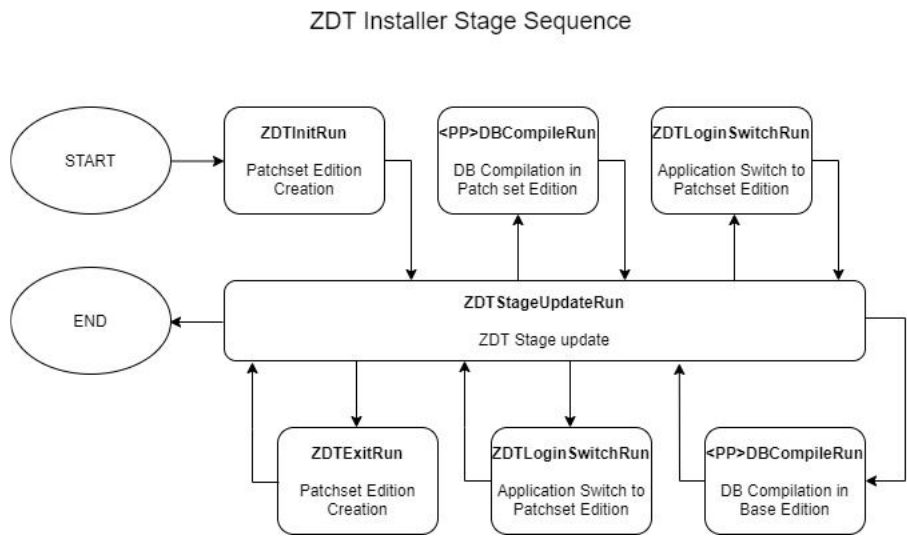 ZDT Installer Stage Sequence
START
ZDTInitRun
Patchset Edition
Creation
<PP>DBCompileRun
DB Compilation in
Patch set Edition
ZDTLoginSwitchRun
Application Switch to
Patchset Edition
END
ZDTStageUpdateRun
ZDT Stage update
ZDTExitRun
Patchset Edition
Creation
ZDTLoginSwitchRun
Application Switch to
Patchset Edition
<PP>DBCompileRun
DB Compilation in
Base Edition